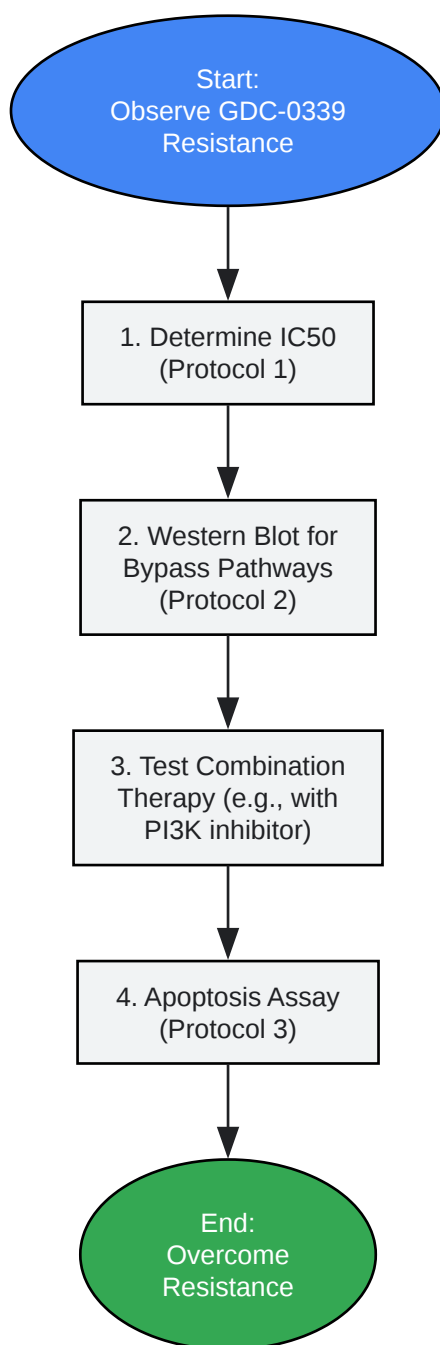 Start:
Observe GDC-0339
Resistance
1. Determine IC50
(Protocol 1)
2. Western Blot for
Bypass Pathways
(Protocol 2)
3. Test Combination
Therapy (e.g., with
PI3K inhibitor)
4. Apoptosis Assay
(Protocol 3)
End:
Overcome
Resistance